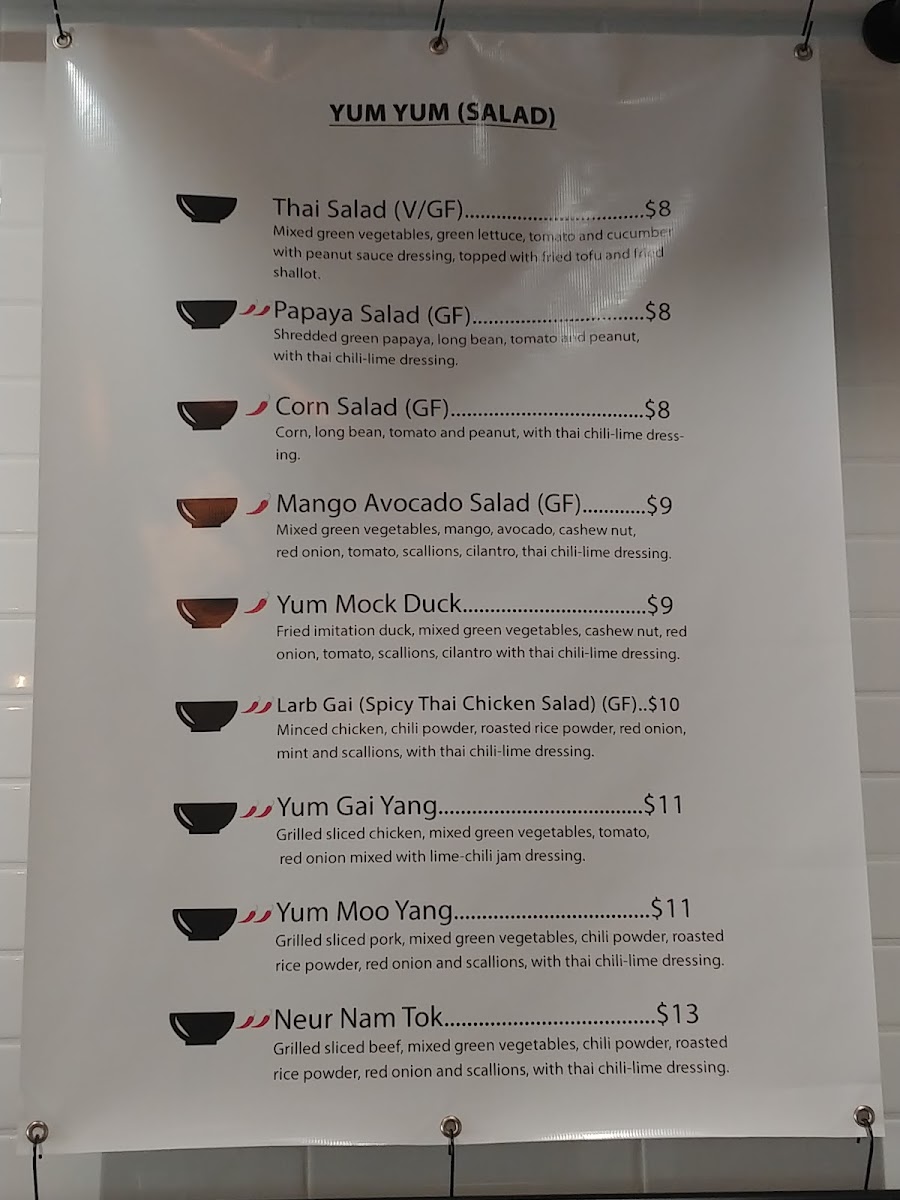 YUM YUM (SALAD)
Thai Salad (V/GF)................................$8
Mixed green vegetables, green lettuce, tomato and cucumber
with peanut sauce dressing, topped with fried tofu and fried
shallot.
Papaya Salad (GF)...............................$8
Shredded green papaya, long bean, tomato and peanut,
with thai chili-lime dressing.
Corn Salad (GF)...................................$8
Corn, long bean, tomato and peanut, with thai chili-lime dress-
ing.
Mango Avocado Salad (GF)............$9
Mixed green vegetables, mango, avocado, cashew nut,
red onion, tomato, scallions, cilantro, thai chili-lime dressing.
Yum Mock Duck.................................$9
Fried imitation duck, mixed green vegetables, cashew nut, red
onion, tomato, scallions, cilantro with thai chili-lime dressing.
Larb Gai (Spicy Thai Chicken Salad) (GF)..$10
Minced chicken, chili powder, roasted rice powder, red onion,
mint and scallions, with thai chili-lime dressing.
Yum Gai Yang.....................................$11
Grilled sliced chicken, mixed green vegetables, tomato,
red onion mixed with lime-chili jam dressing.
Yum Moo Yang...................................$11
Grilled sliced pork, mixed green vegetables, chili powder, roasted
rice powder, red onion and scallions, with thai chili-lime dressing.
Neur Nam Tok.....................................$13
Grilled sliced beef, mixed green vegetables, chili powder, roasted
rice powder, red onion and scallions, with thai chili-lime dressing.